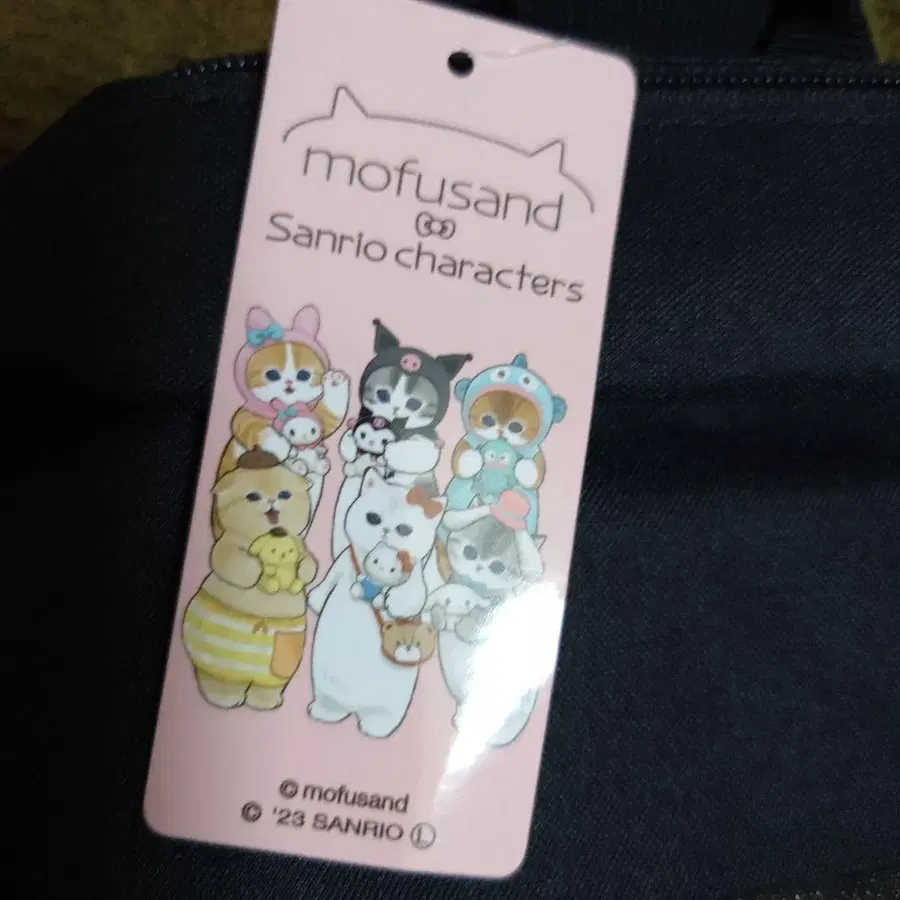 mofusand
Sanrio characters
© mofusand
© '23 SANRIO Ⓛ